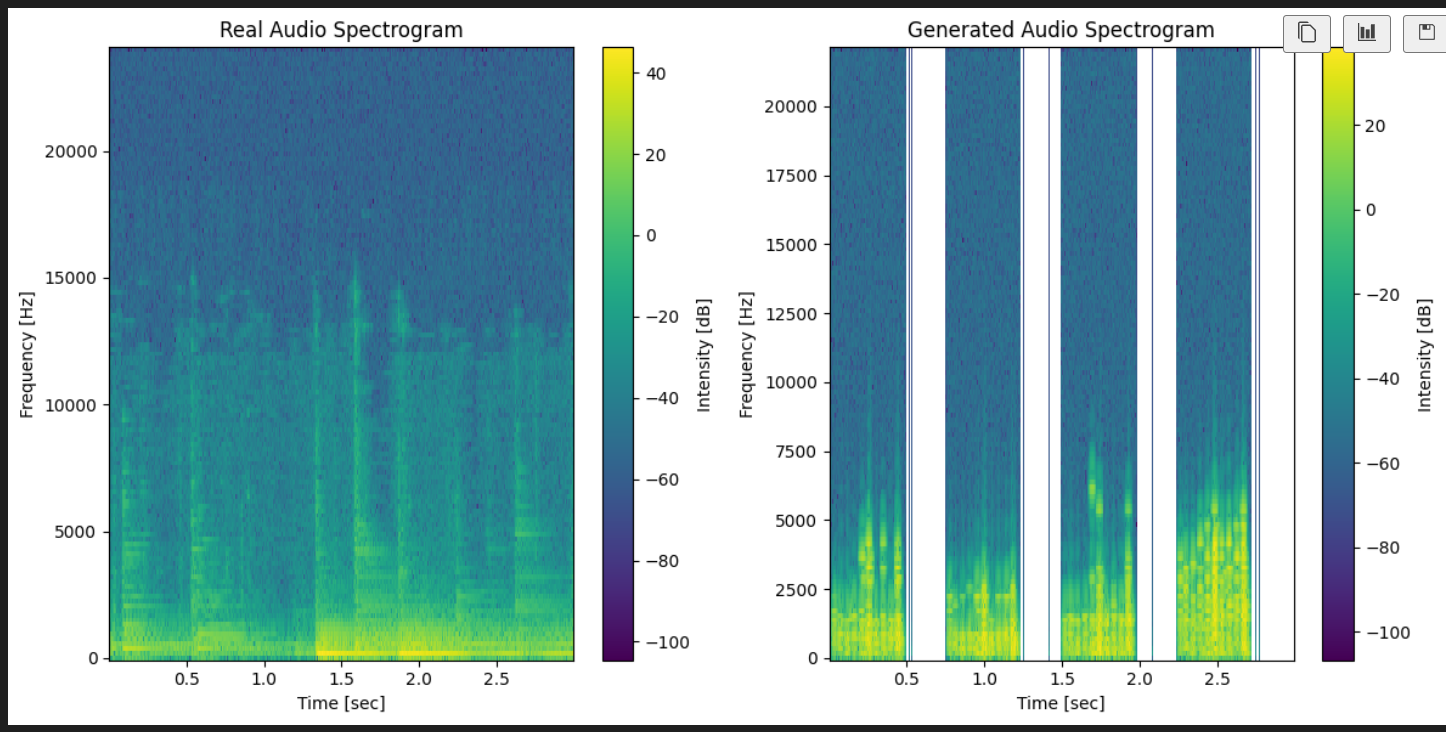 Real Audio Spectrogram
20000
15000
10000
5000
0
Frequency [Hz]
0.5 1.0 1.5 2.0 2.5
Time [sec]
40
20
0
−20
−40
−60
−80
−100
Intensity [dB]
Generated Audio Spectrogram
20000
17500
15000
12500
10000
7500
5000
2500
0
Frequency [Hz]
0.5 1.0 1.5 2.0 2.5
Time [sec]
20
0
−20
−40
−60
−80
−100
Intensity [dB]